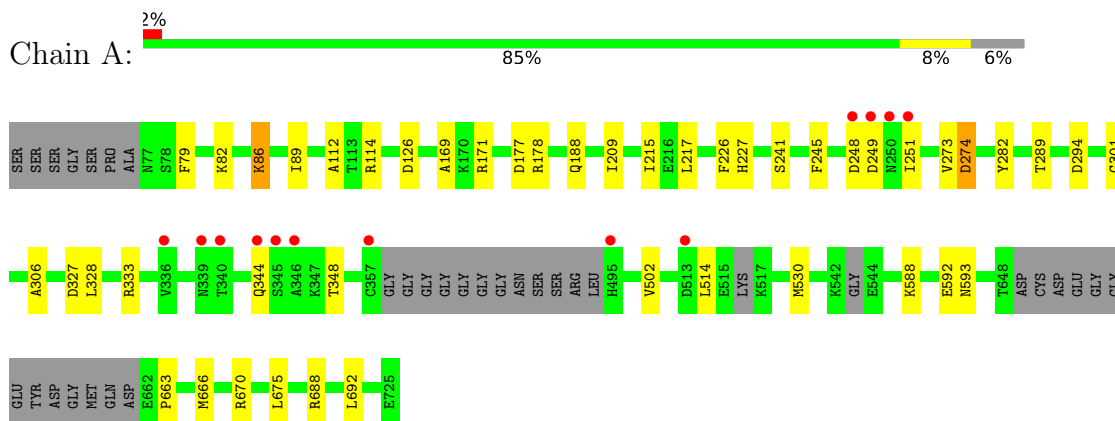 2%
Chain A:
85% 8% 6%
SER SER SER GLY SER PRO ALA N77 S78 F79 K82 K86 I89 A112 T113 R114 D126 A169 K170 R171 D177 R178 Q188 I209 I215 E216 L217 F226 H227 S241 F245 D248 D249 N250 I251 V273 D274 Y282 T289 D294
A306 D327 L328 R333 V336 N339 T340 Q344 S345 A346 K347 T348 C357 GLY GLY GLY GLY GLY GLY ASN SER SER ARG LEU H495 V502 D513 L514 E515 LYS K517 M530 K542 GLY E544 K588 E592 N593 T648 ASP CYS ASP GLU GLY GLY
GLU TYR ASP GLY MET GLN ASP E662 P663 M666 R670 L675 R688 L692 E725